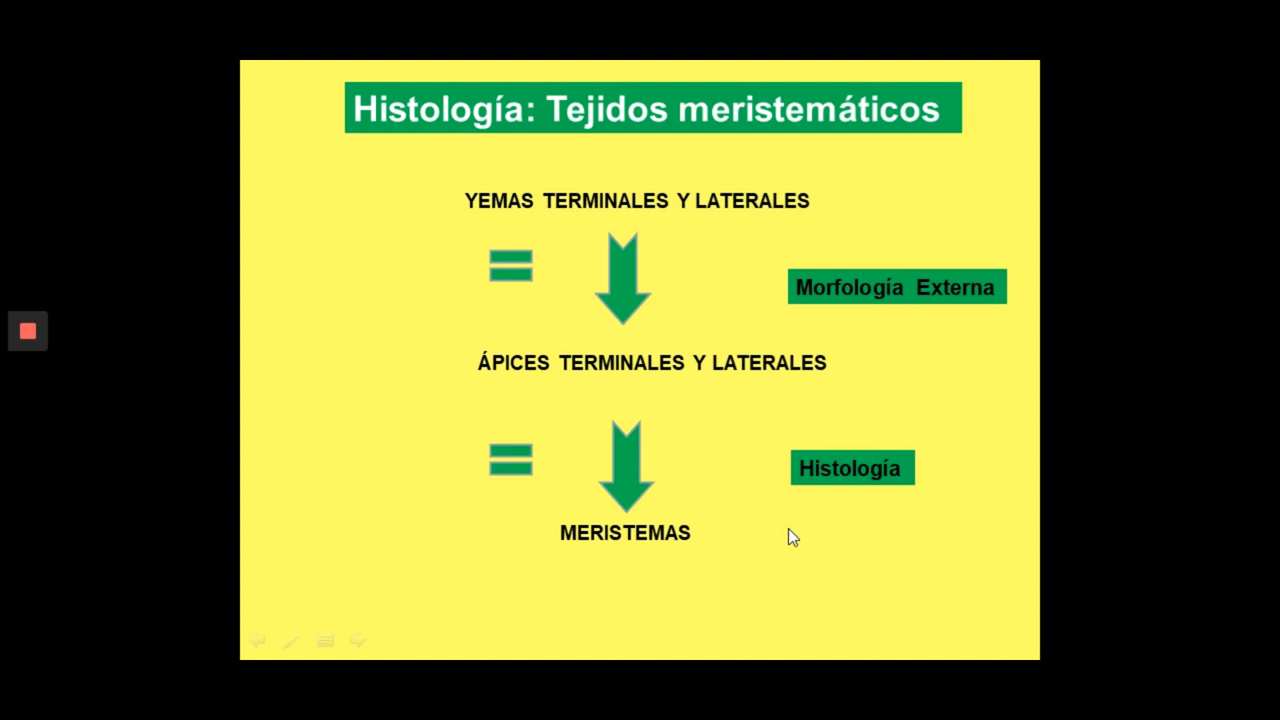 Histología: Tejidos meristemáticos
YEMAS TERMINALES Y LATERALES
Morfología Externa
ÁPICES TERMINALES Y LATERALES
Histología
MERISTEMAS